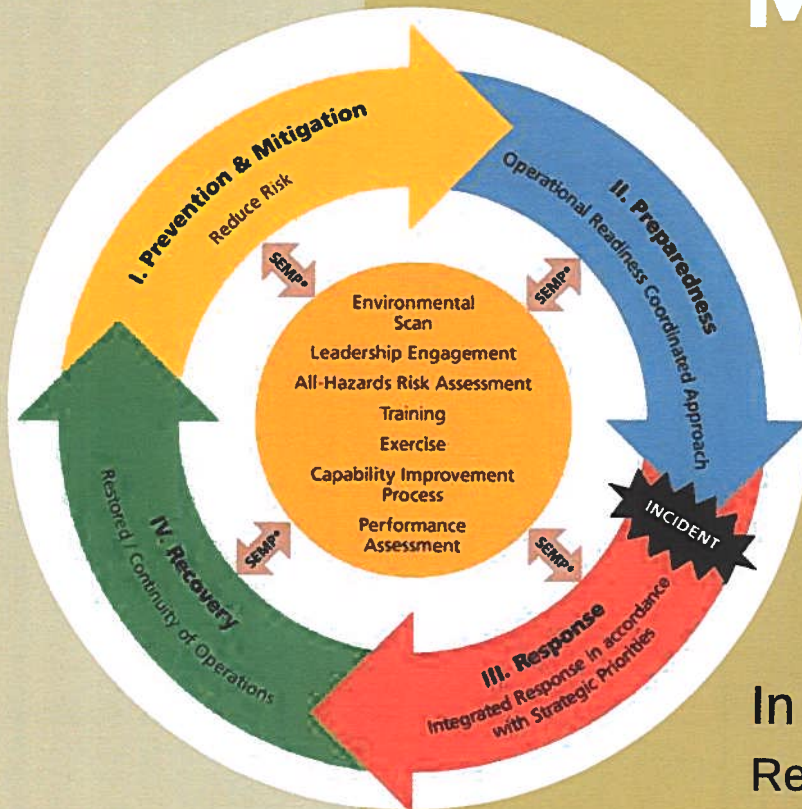 M
I. Prevention & Mitigation
Reduce Risk
II. Preparedness
Operational Readiness Coordinated Approach
INCIDENT
III. Response
Integrated Response in accordance
with Strategic Priorities
IV. Recovery
Restored / Continuity of Operations
SEMP*
SEMP*
SEMP*
SEMP*
Environmental
Scan
Leadership Engagement
All-Hazards Risk Assessment
Training
Exercise
Capability Improvement
Process
Performance
Assessment
In
Re